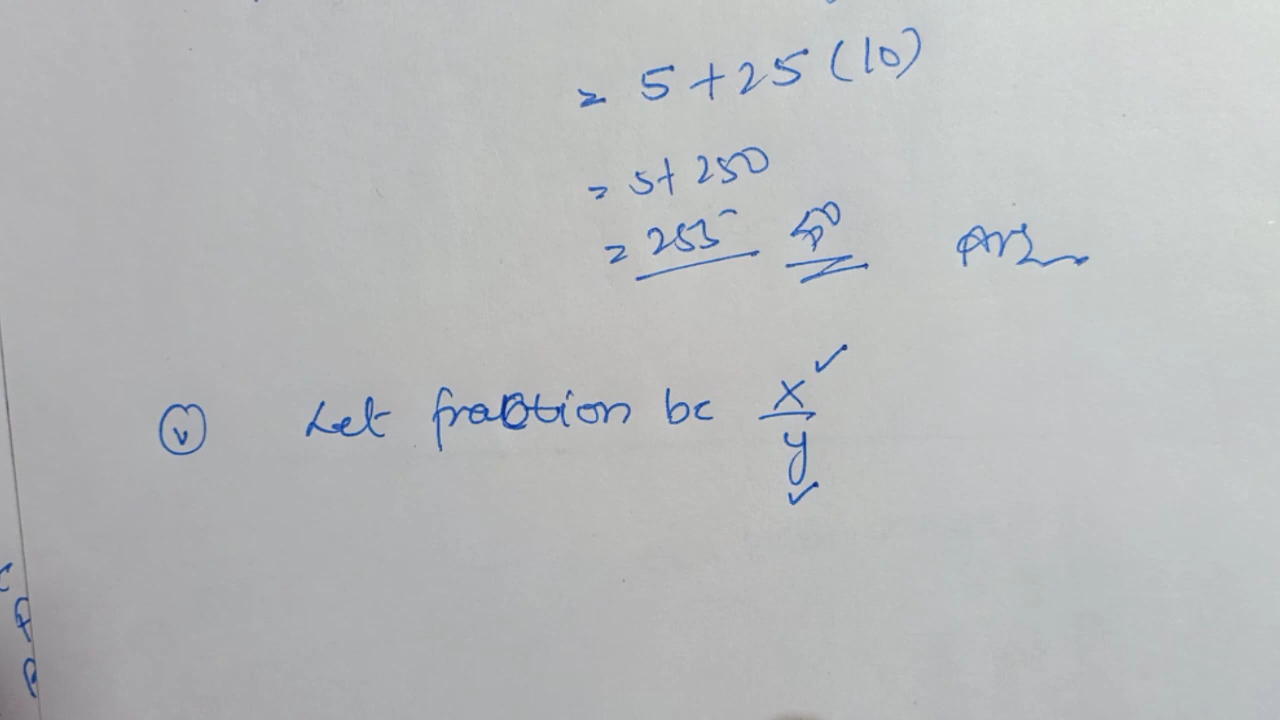 = 5 + 25 (10)
= 5 + 250
= 255 Ans
(v) Let fraction be x/y